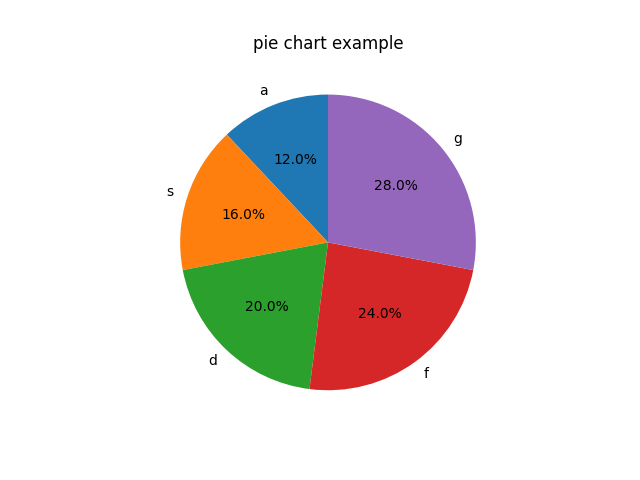 pie chart example
a
g
12.0%
28.0%
s
16.0%
20.0%
24.0%
d
f